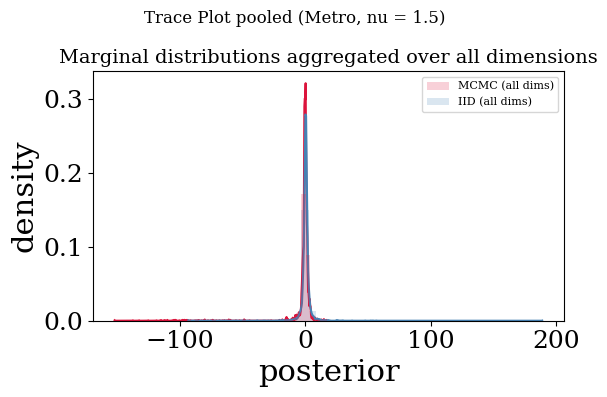 Trace Plot pooled (Metro, nu = 1.5)
Marginal distributions aggregated over all dimensions
MCMC (all dims)
IID (all dims)
density
0.3
0.2
0.1
0.0
−100
0
100
200
posterior